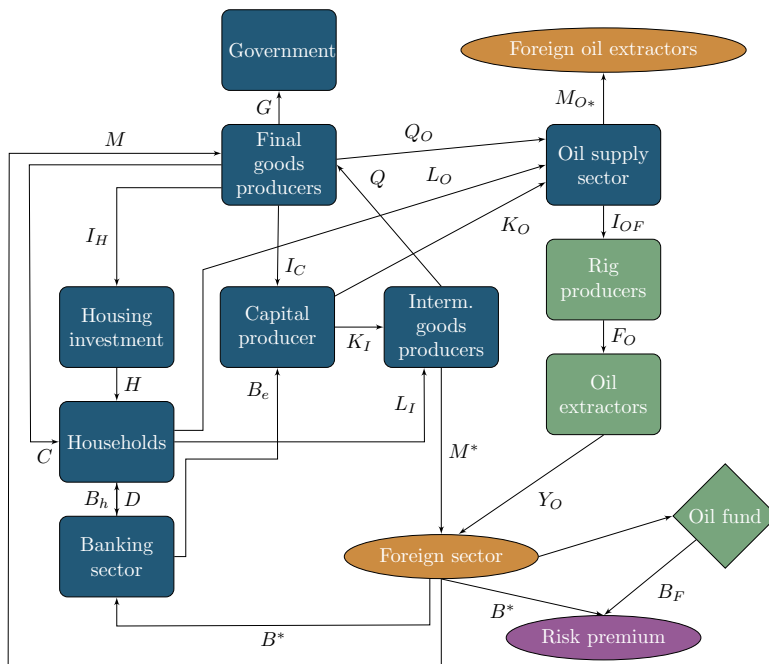 Government
Foreign oil extractors
G
M_{O*}
M
Final
goods
producers
Q_O
Q
L_O
Oil supply
sector
I_H
I_C
K_O
I_{OF}
Housing
investment
Capital
producer
K_I
Interm.
goods
producers
Rig
producers
F_O
H
B_e
L_I
Oil
extractors
C
Households
M^*
B_h
D
Y_O
Oil fund
Banking
sector
Foreign sector
B^*
B^*
B_F
Risk premium